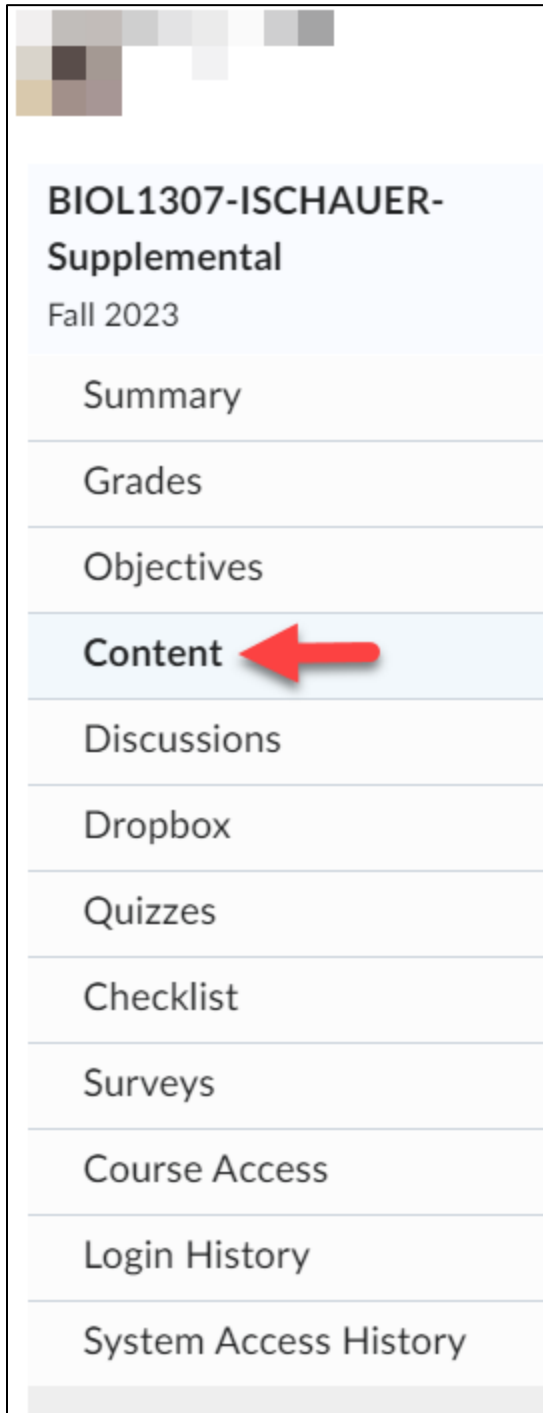 BIOL1307-ISCHAUER-
Supplemental
Fall 2023
Summary
Grades
Objectives
Content
Discussions
Dropbox
Quizzes
Checklist
Surveys
Course Access
Login History
System Access History